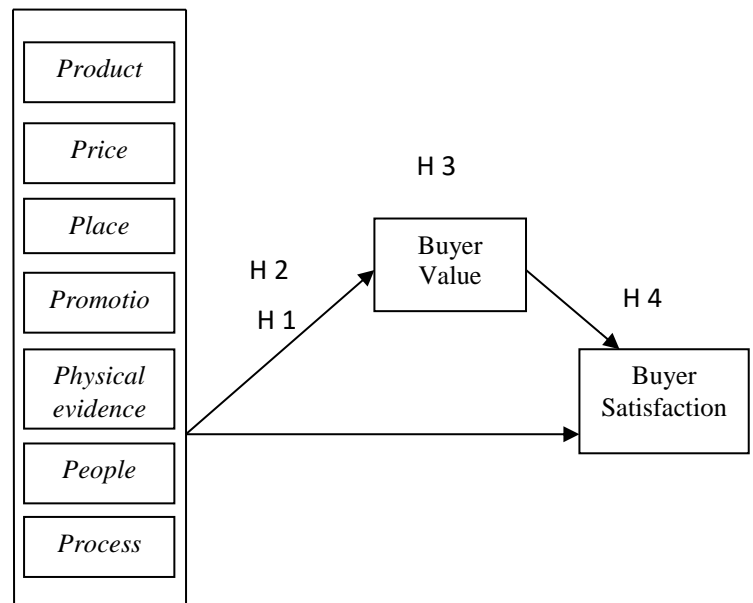 Product
Price
Place
Promotio
Physical
evidence
People
Process
H 3
H 2
H 1
Buyer
Value
H 4
Buyer
Satisfaction